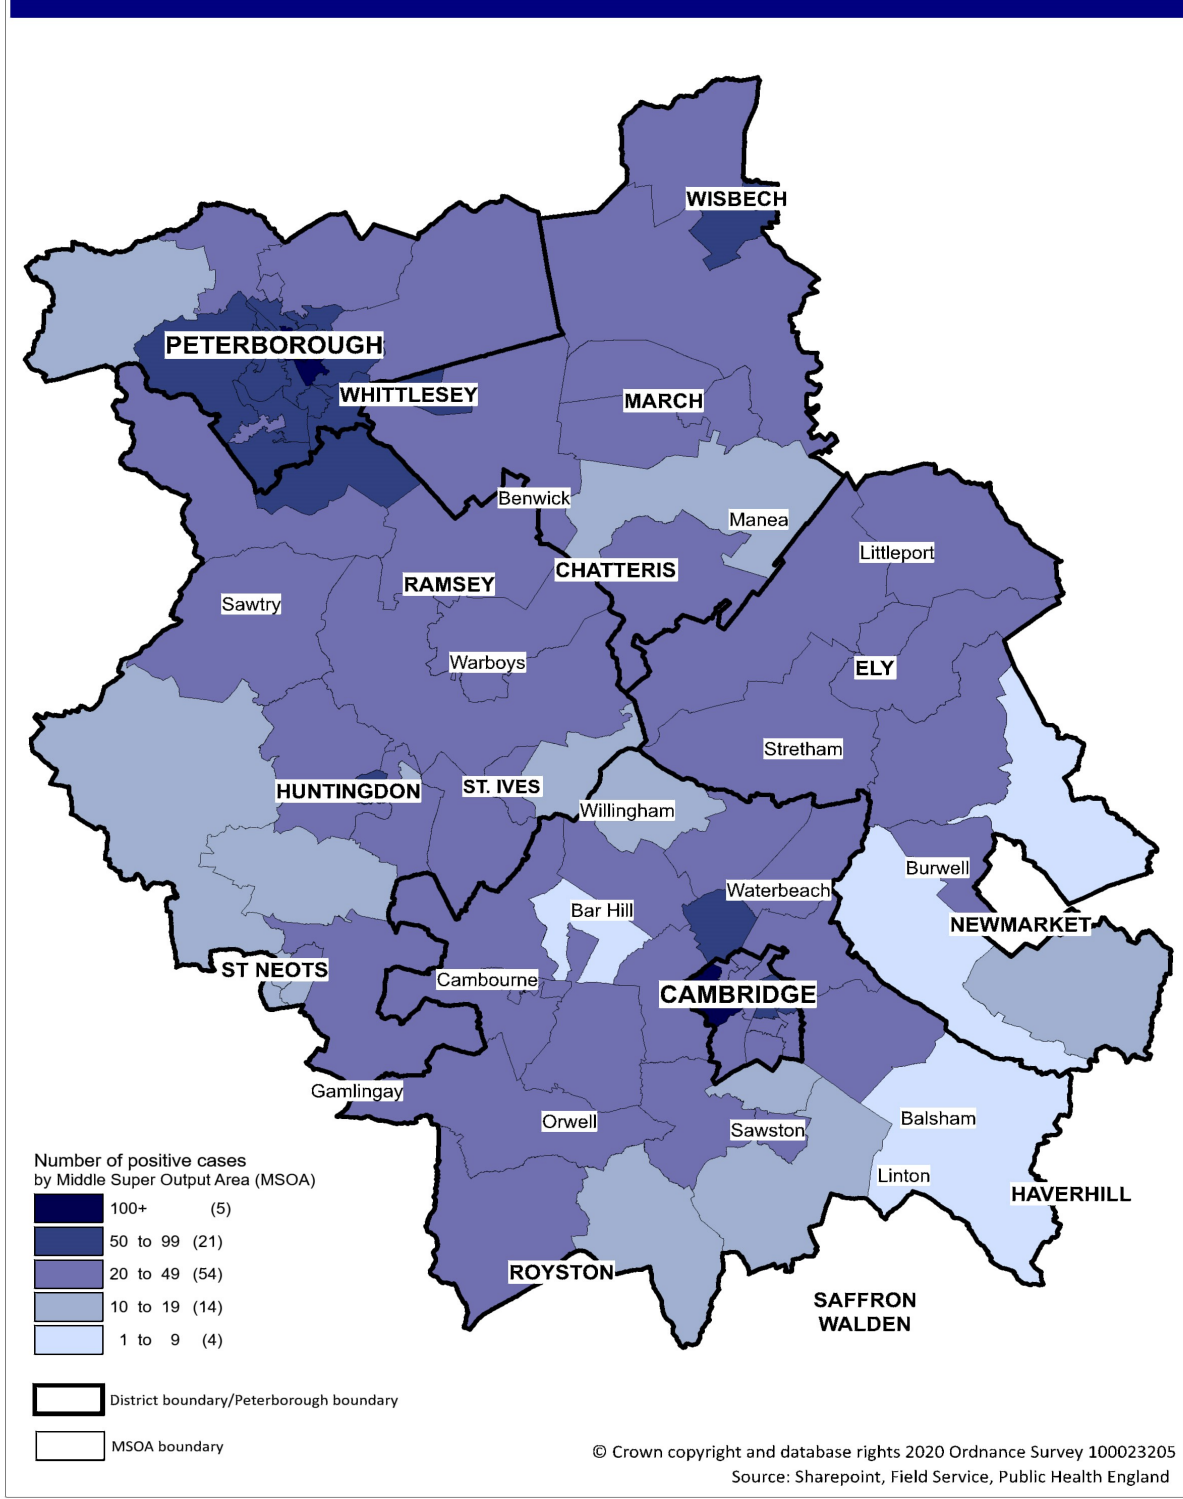 WISBECH
PETERBOROUGH
WHITTLESEY
MARCH
Benwick
Manea
Littleport
CHATTERIS
RAMSEY
Sawtry
Warboys
ELY
Stretham
HUNTINGDON
ST. IVES
Willingham
Burwell
Waterbeach
Bar Hill
NEWMARKET
ST NEOTS
Cambourne
CAMBRIDGE
Gamlingay
Orwell
Sawston
Balsham
Linton
HAVERHILL
ROYSTON
SAFFRON
WALDEN
Number of positive cases
by Middle Super Output Area (MSOA)
100+ (5)
50 to 99 (21)
20 to 49 (54)
10 to 19 (14)
1 to 9 (4)
District boundary/Peterborough boundary
MSOA boundary
© Crown copyright and database rights 2020 Ordnance Survey 100023205
Source: Sharepoint, Field Service, Public Health England